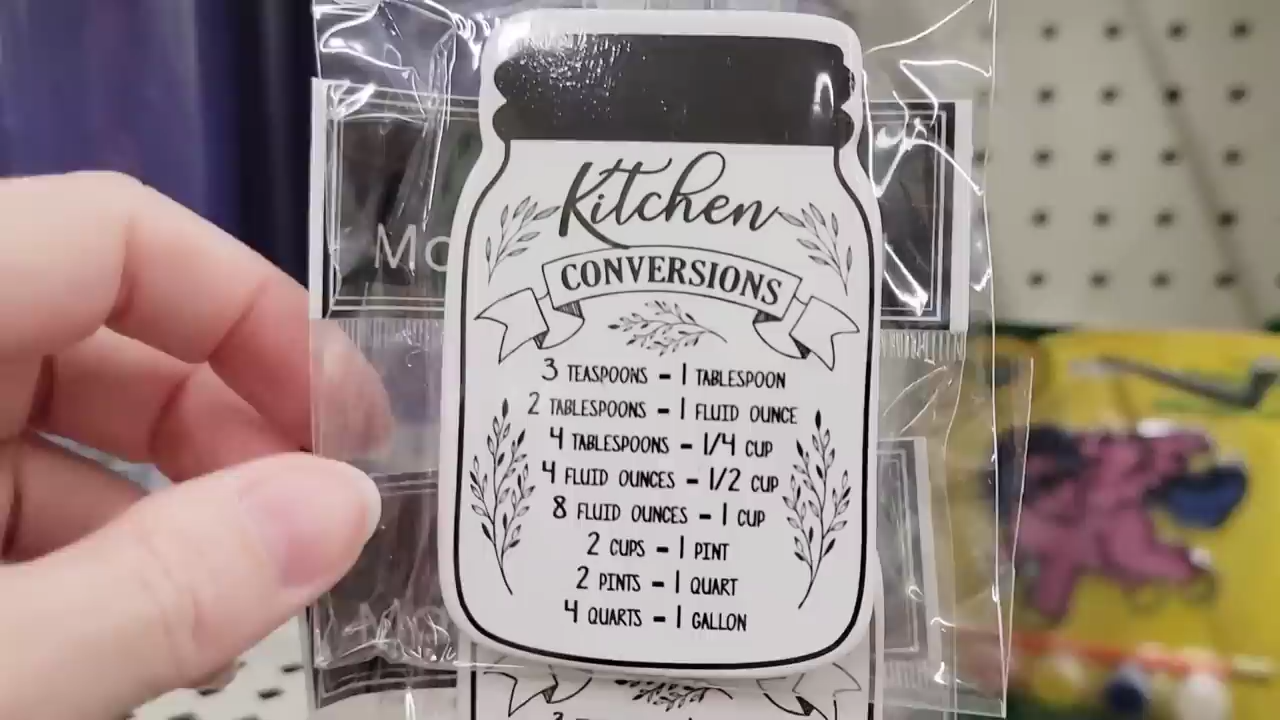 Kitchen
CONVERSIONS
3 TEASPOONS - 1 TABLESPOON
2 TABLESPOONS - 1 FLUID OUNCE
4 TABLESPOONS - 1/4 CUP
4 FLUID OUNCES - 1/2 CUP
8 FLUID OUNCES - 1 CUP
2 CUPS - 1 PINT
2 PINTS - 1 QUART
4 QUARTS - 1 GALLON